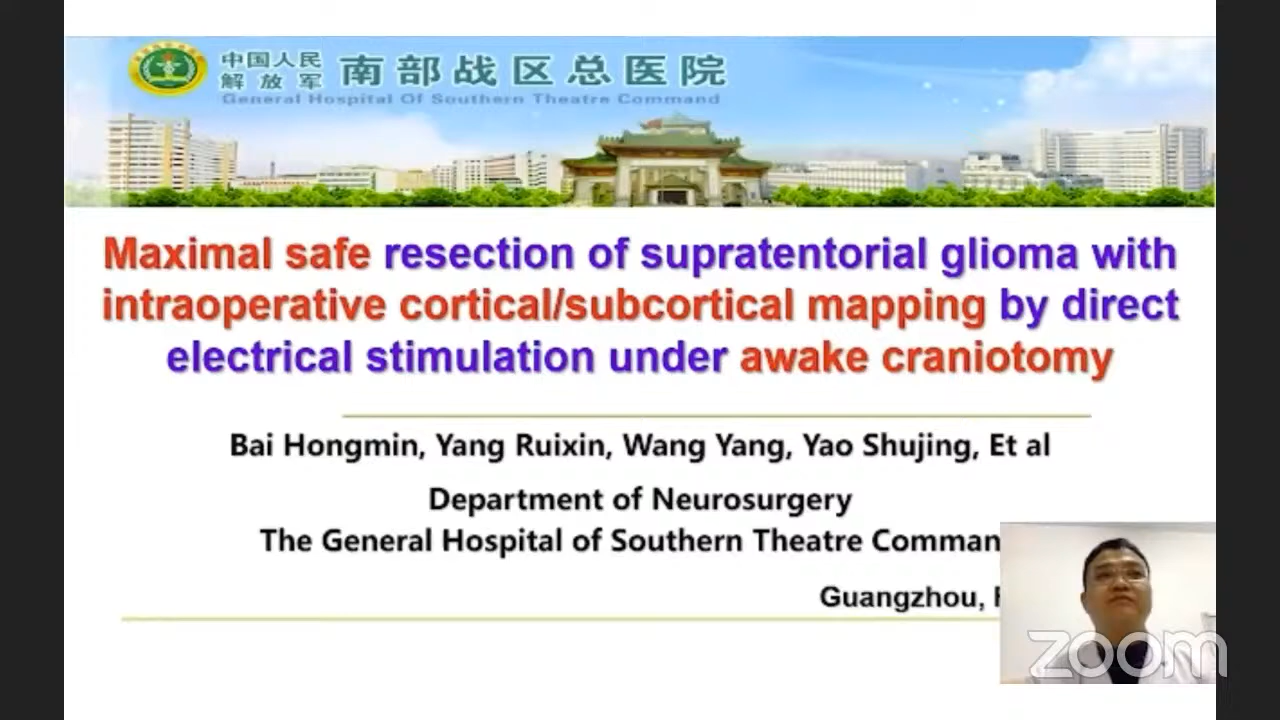 中国人民
解放军
南部战区总医院
General Hospital Of Southern Theatre Command
Maximal safe resection of supratentorial glioma with
intraoperative cortical/subcortical mapping by direct
electrical stimulation under awake craniotomy
Bai Hongmin, Yang Ruixin, Wang Yang, Yao Shujing, Et al
Department of Neurosurgery
The General Hospital of Southern Theatre Comman
Guangzhou,
zoom